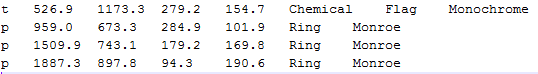 t 526.9 1173.3 279.2 154.7 Chemical Flag Monochrome
p 959.0 673.3 284.9 101.9 Ring Monroe
p 1509.9 743.1 179.2 169.8 Ring Monroe
p 1887.3 897.8 94.3 190.6 Ring Monroe